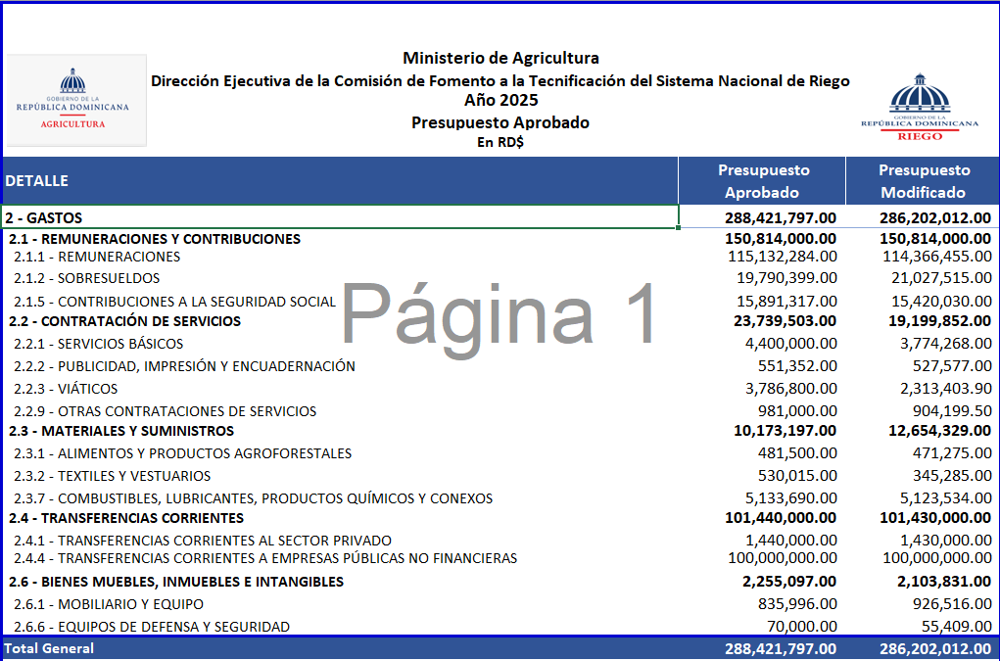 Ministerio de Agricultura
Dirección Ejecutiva de la Comisión de Fomento a la Tecnificación del Sistema Nacional de Riego
Año 2025
Presupuesto Aprobado
En RD$
GOBIERNO DE LA
REPÚBLICA DOMINICANA
AGRICULTURA
GOBIERNO DE LA
REPÚBLICA DOMINICANA
RIEGO
DETALLE Presupuesto Aprobado Presupuesto Modificado
2 - GASTOS 288,421,797.00 286,202,012.00
2.1 - REMUNERACIONES Y CONTRIBUCIONES 150,814,000.00 150,814,000.00
2.1.1 - REMUNERACIONES 115,132,284.00 114,366,455.00
2.1.2 - SOBRESUELDOS 19,790,399.00 21,027,515.00
2.1.5 - CONTRIBUCIONES A LA SEGURIDAD SOCIAL 15,891,317.00 15,420,030.00
Página 1
2.2 - CONTRATACIÓN DE SERVICIOS 23,739,503.00 19,199,852.00
2.2.1 - SERVICIOS BÁSICOS 4,400,000.00 3,774,268.00
2.2.2 - PUBLICIDAD, IMPRESIÓN Y ENCUADERNACIÓN 551,352.00 527,577.00
2.2.3 - VIÁTICOS 3,786,800.00 2,313,403.90
2.2.9 - OTRAS CONTRATACIONES DE SERVICIOS 981,000.00 904,199.50
2.3 - MATERIALES Y SUMINISTROS 10,173,197.00 12,654,329.00
2.3.1 - ALIMENTOS Y PRODUCTOS AGROFORESTALES 481,500.00 471,275.00
2.3.2 - TEXTILES Y VESTUARIOS 530,015.00 345,285.00
2.3.7 - COMBUSTIBLES, LUBRICANTES, PRODUCTOS QUÍMICOS Y CONEXOS 5,133,690.00 5,123,534.00
2.4 - TRANSFERENCIAS CORRIENTES 101,440,000.00 101,430,000.00
2.4.1 - TRANSFERENCIAS CORRIENTES AL SECTOR PRIVADO 1,440,000.00 1,430,000.00
2.4.4 - TRANSFERENCIAS CORRIENTES A EMPRESAS PÚBLICAS NO FINANCIERAS 100,000,000.00 100,000,000.00
2.6 - BIENES MUEBLES, INMUEBLES E INTANGIBLES 2,255,097.00 2,103,831.00
2.6.1 - MOBILIARIO Y EQUIPO 835,996.00 926,516.00
2.6.6 - EQUIPOS DE DEFENSA Y SEGURIDAD 70,000.00 55,409.00
Total General 288,421,797.00 286,202,012.00